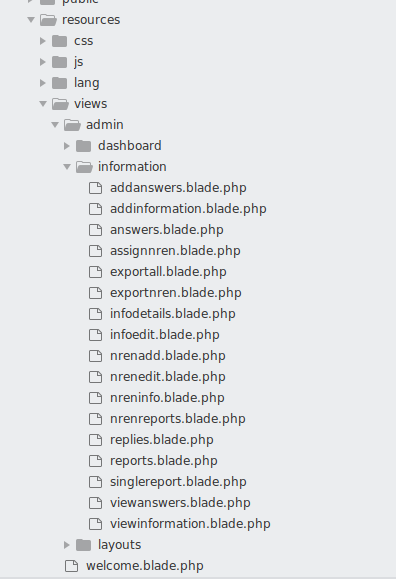 public
resources
css
js
lang
views
admin
dashboard
information
addanswers.blade.php
addinformation.blade.php
answers.blade.php
assignnren.blade.php
exportall.blade.php
exportnren.blade.php
infodetails.blade.php
infoedit.blade.php
nrenadd.blade.php
nrenedit.blade.php
nreninfo.blade.php
nrenreports.blade.php
replies.blade.php
reports.blade.php
singlereport.blade.php
viewanswers.blade.php
viewinformation.blade.php
layouts
welcome.blade.php